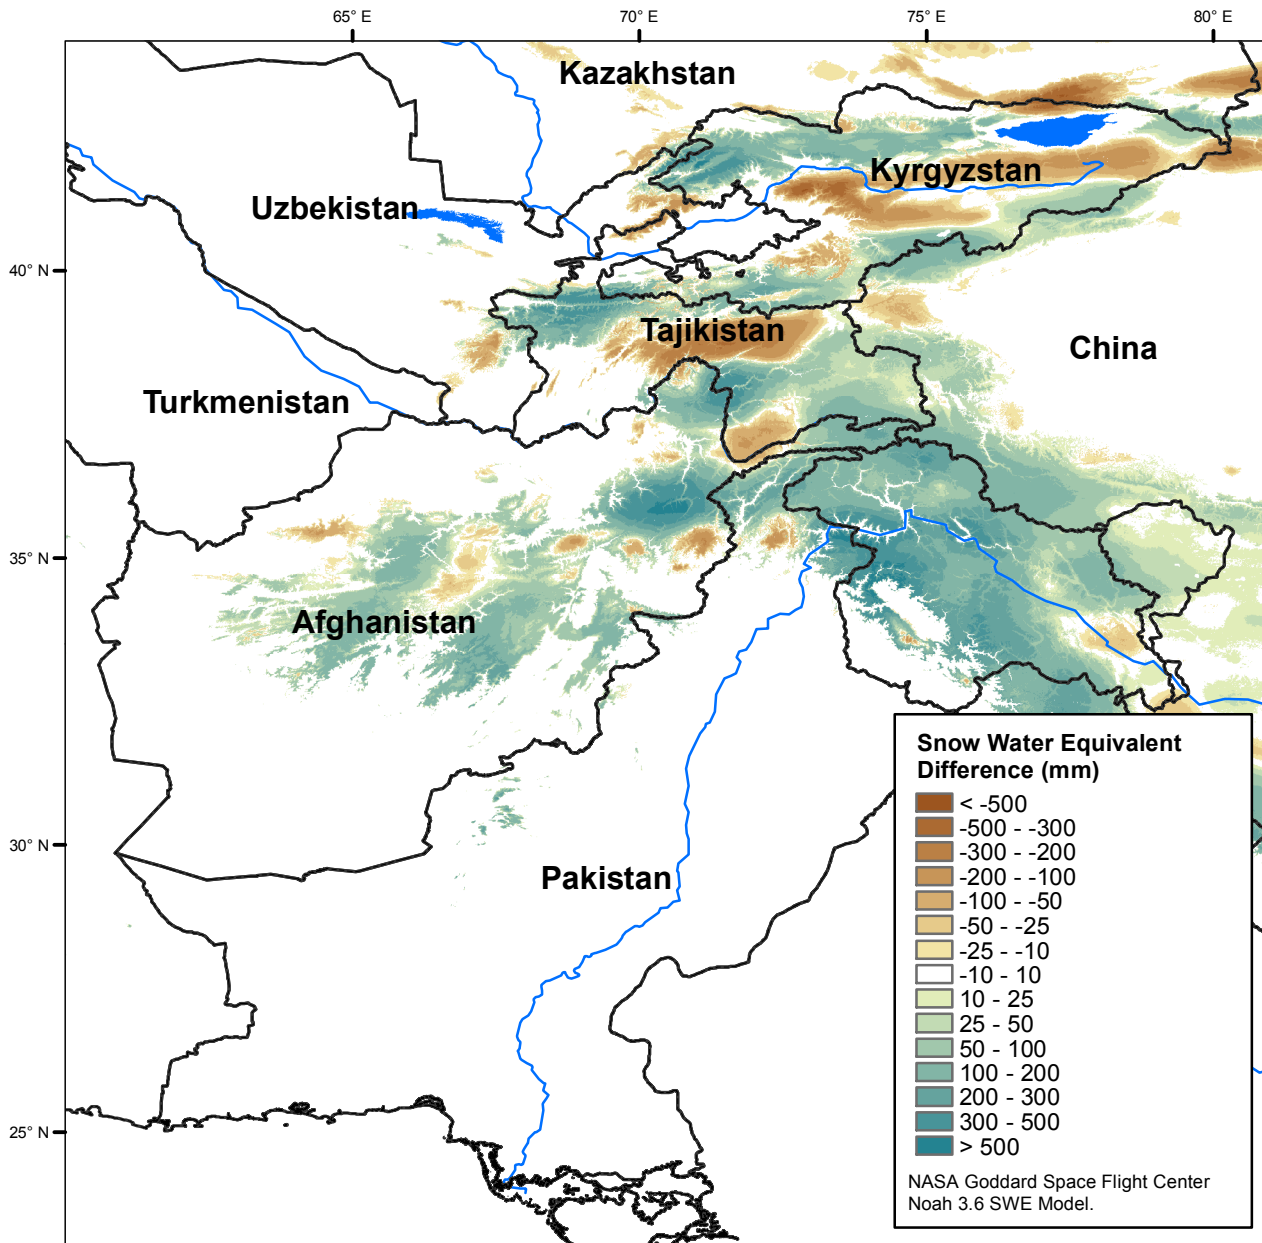 65° E 70° E 75° E 80° E
Kazakhstan
Kyrgyzstan
Uzbekistan
40° N
Tajikistan
China
Turkmenistan
35° N
Afghanistan
Snow Water Equivalent
Difference (mm)
< -500
-500 - -300
-300 - -200
-200 - -100
-100 - -50
-50 - -25
-25 - -10
-10 - 10
10 - 25
25 - 50
50 - 100
100 - 200
200 - 300
300 - 500
> 500
NASA Goddard Space Flight Center
Noah 3.6 SWE Model.
30° N
Pakistan
25° N